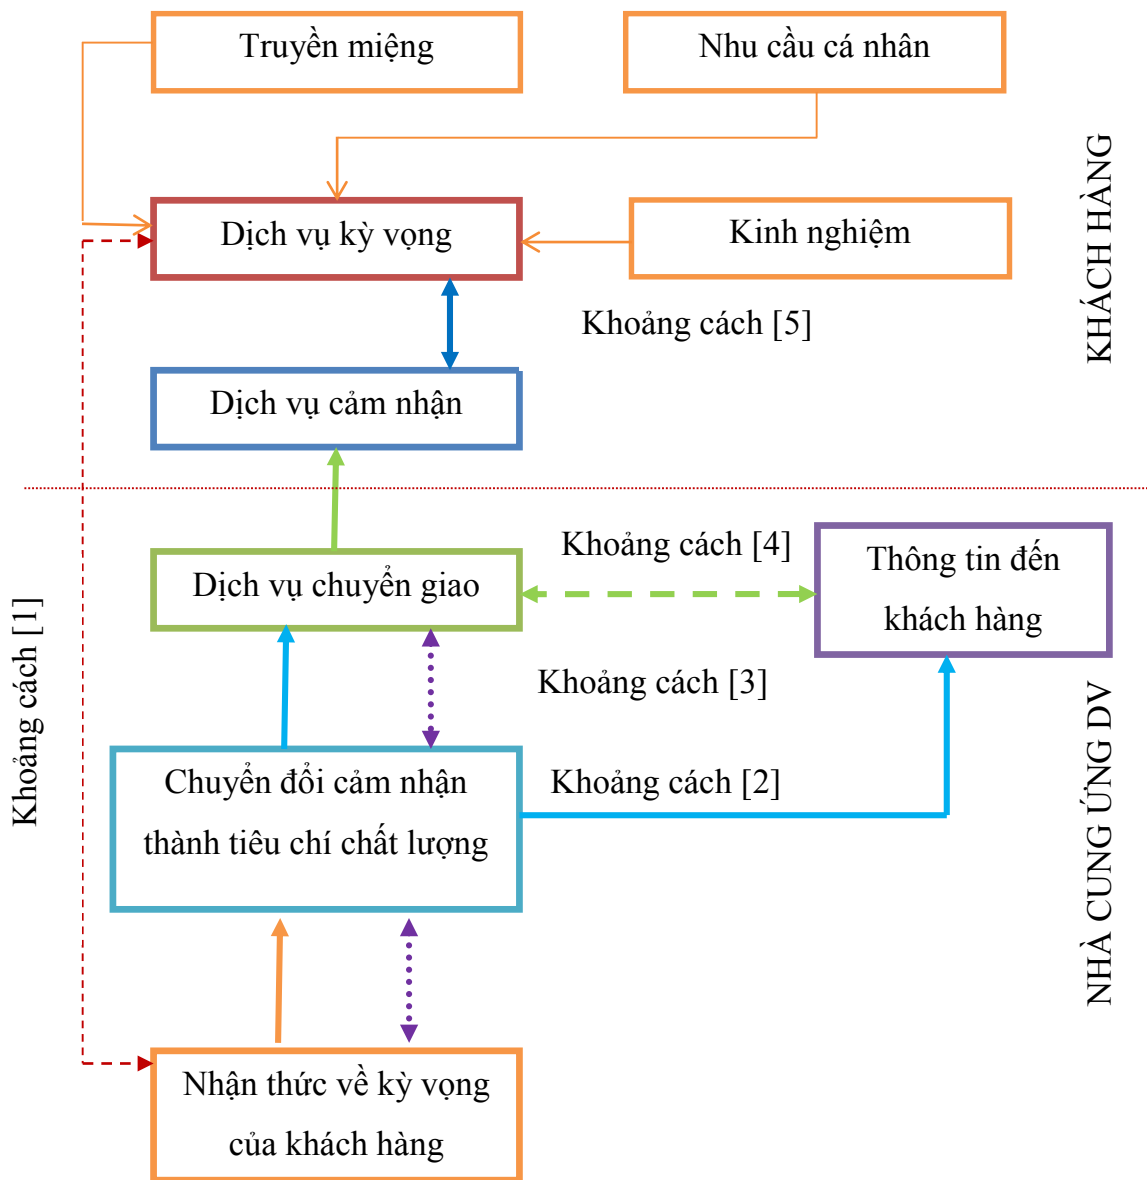 Truyền miệng
Nhu cầu cá nhân
KHÁCH HÀNG
Dịch vụ kỳ vọng
Kinh nghiệm
Khoảng cách [5]
Dịch vụ cảm nhận
Khoảng cách [4]
Thông tin đến
khách hàng
Dịch vụ chuyển giao
Khoảng cách [1]
Khoảng cách [3]
NHÀ CUNG ỨNG DV
Chuyển đổi cảm nhận
thành tiêu chí chất lượng
Khoảng cách [2]
Nhận thức về kỳ vọng
của khách hàng